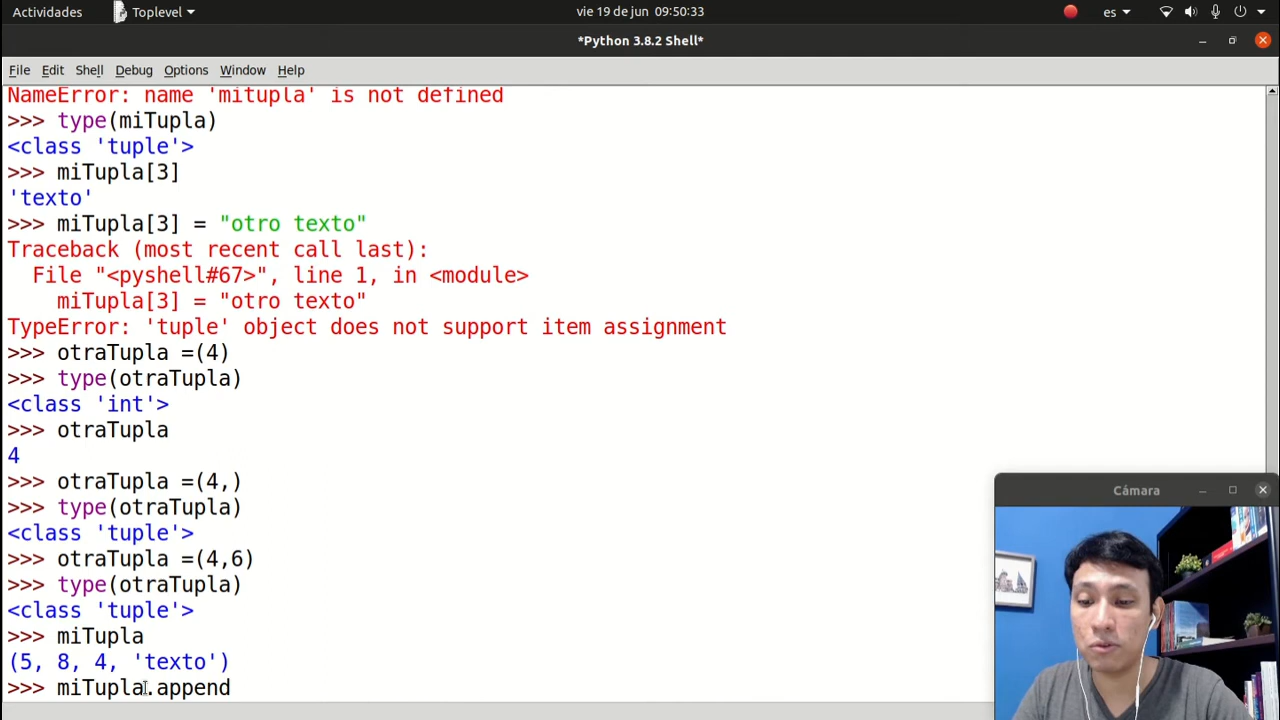 Actividades Toplevel vie 19 de jun 09:50:33 es
*Python 3.8.2 Shell*
File Edit Shell Debug Options Window Help
NameError: name 'mitupla' is not defined
>>> type(miTupla)
<class 'tuple'>
>>> miTupla[3]
'texto'
>>> miTupla[3] = "otro texto"
Traceback (most recent call last):
  File "<pyshell#67>", line 1, in <module>
    miTupla[3] = "otro texto"
TypeError: 'tuple' object does not support item assignment
>>> otraTupla =(4)
>>> type(otraTupla)
<class 'int'>
>>> otraTupla
4
>>> otraTupla =(4,)
>>> type(otraTupla)
<class 'tuple'>
>>> otraTupla =(4,6)
>>> type(otraTupla)
<class 'tuple'>
>>> miTupla
(5, 8, 4, 'texto')
>>> miTupla.append
Cámara